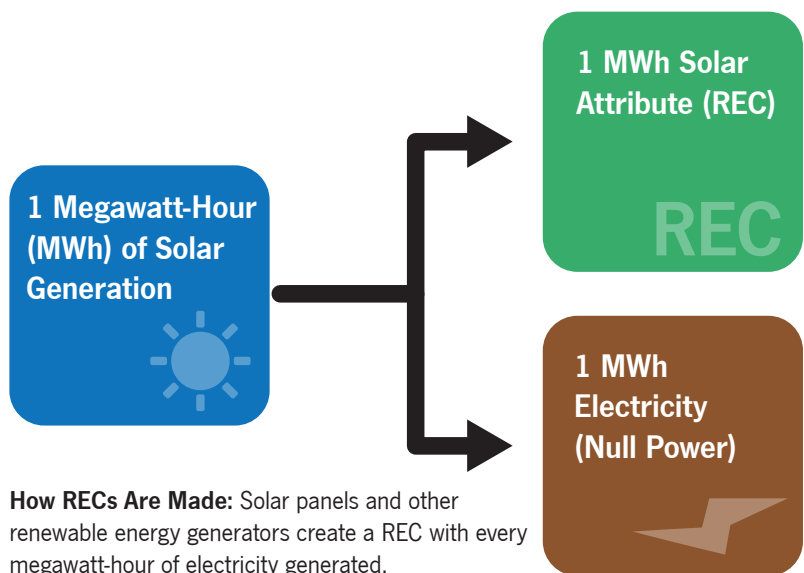 1 Megawatt-Hour
(MWh) of Solar
Generation
1 MWh Solar
Attribute (REC)
REC
1 MWh
Electricity
(Null Power)
How RECs Are Made: Solar panels and other
renewable energy generators create a REC with every
megawatt-hour of electricity generated.